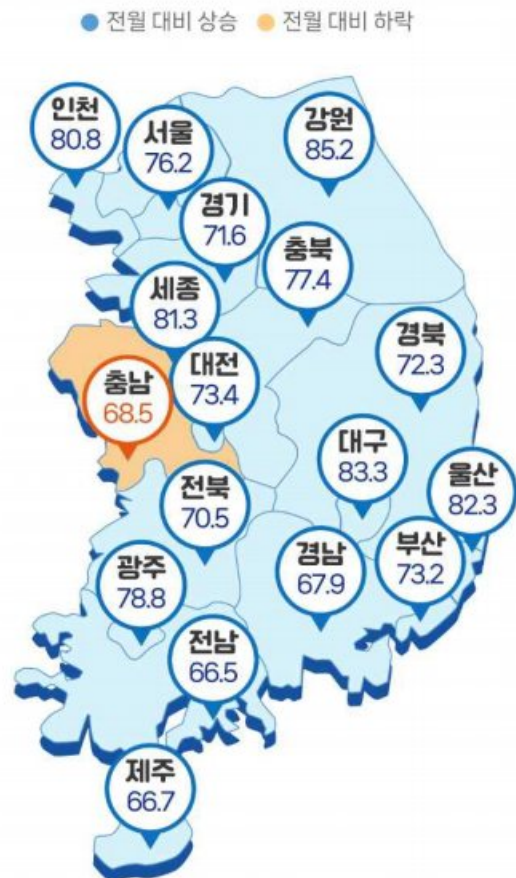 전월 대비 상승 전월 대비 하락
인천
80.8
서울
76.2
강원
85.2
경기
71.6
충북
77.4
세종
81.3
경북
72.3
대전
73.4
충남
68.5
대구
83.3
울산
82.3
전북
70.5
경남
67.9
부산
73.2
광주
78.8
전남
66.5
제주
66.7